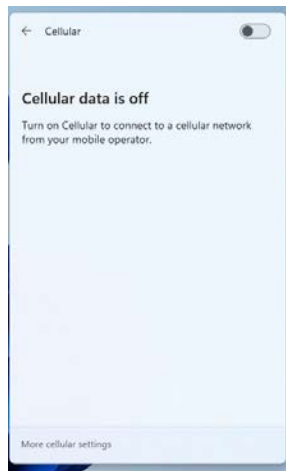 Cellular
Cellular data is off
Turn on Cellular to connect to a cellular network
from your mobile operator.
More cellular settings